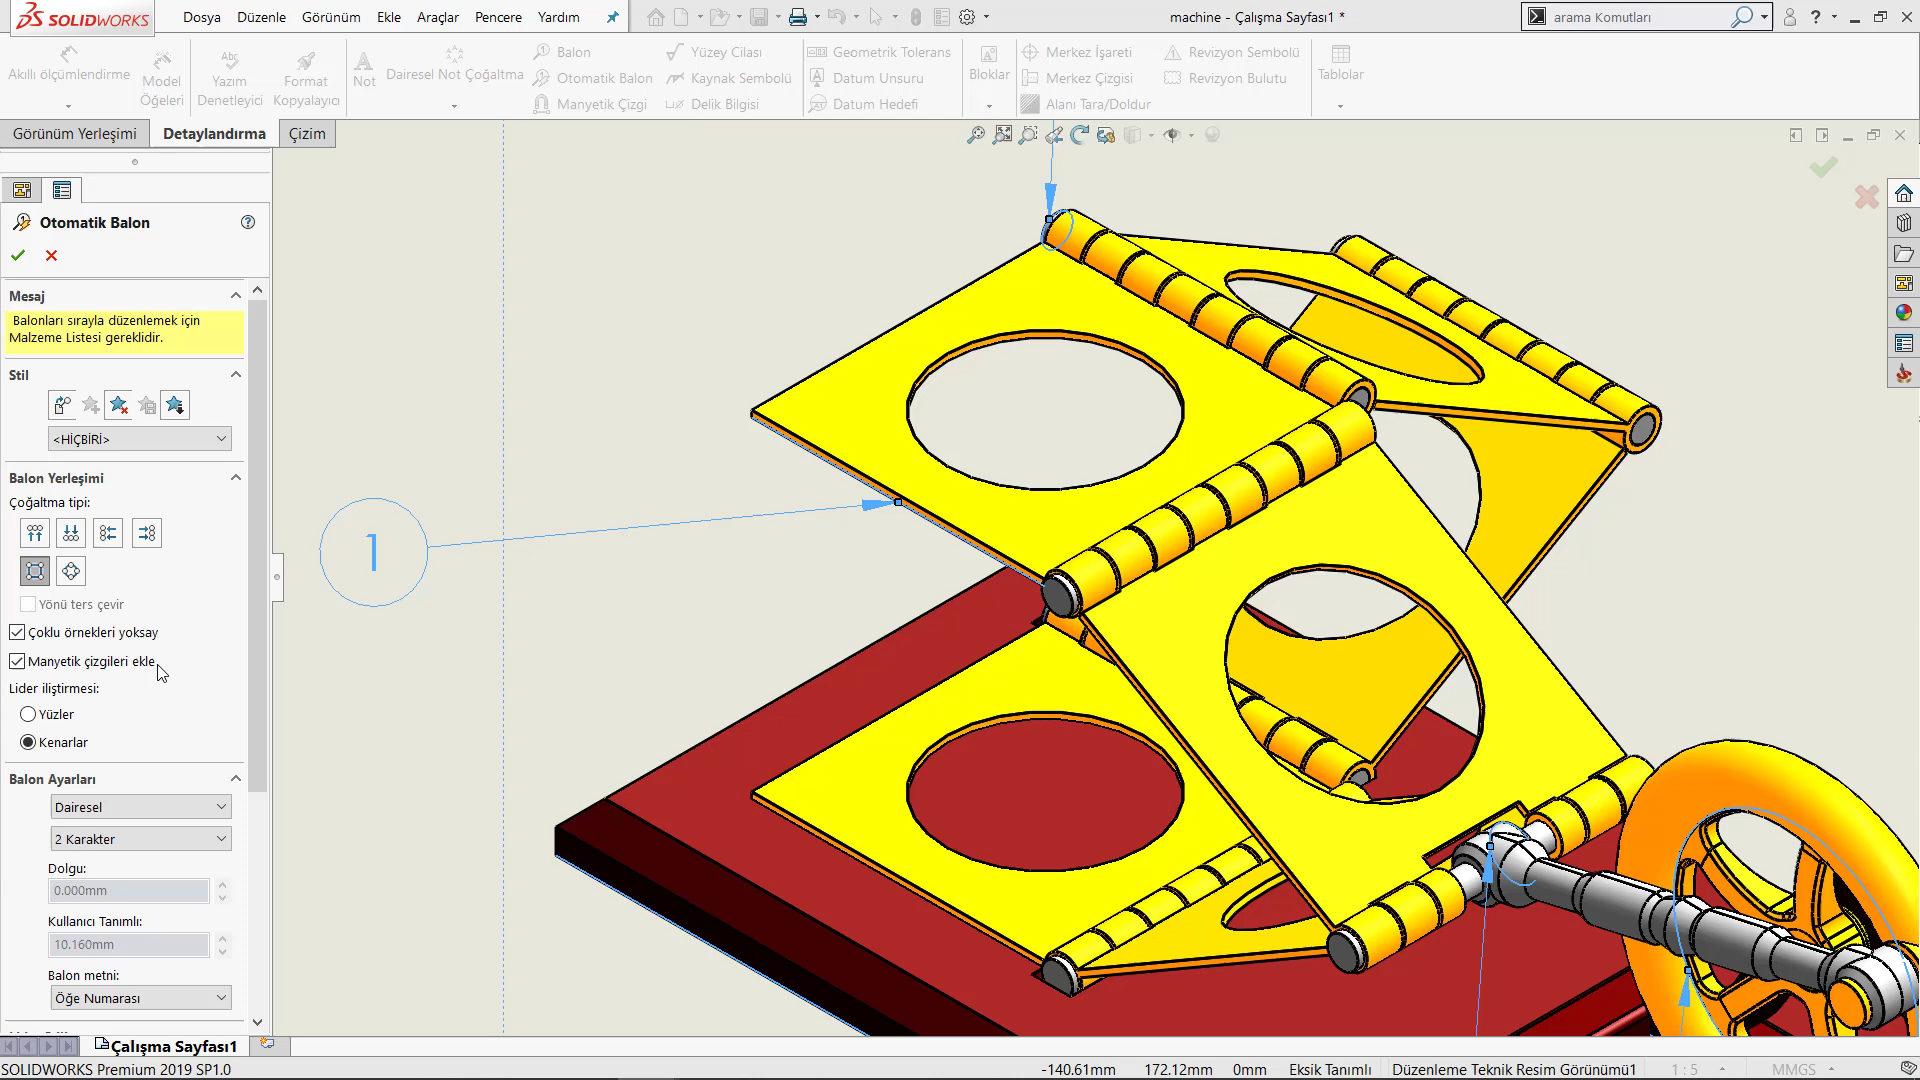 SOLIDWORKS
Dosya Düzenle Görünüm Ekle Araçlar Pencere Yardım
machine - Çalışma Sayfası1 *
arama Komutları
Akıllı ölçümlendirme
Model Öğeleri
Yazım Denetleyici
Format Kopyalayıcı
Not
Dairesel Not Çoğaltma
Balon
Otomatik Balon
Manyetik Çizgi
Yüzey Cilası
Kaynak Sembolü
Delik Bilgisi
Geometrik Tolerans
Datum Unsuru
Datum Hedefi
Bloklar
Merkez İşareti
Merkez Çizgisi
Alanı Tara/Doldur
Revizyon Sembolü
Revizyon Bulutu
Tablolar
Görünüm Yerleşimi Detaylandırma Çizim
Otomatik Balon
Mesaj
Balonları sırayla düzenlemek için
Malzeme Listesi gereklidir.
Stil
<HİÇBİRİ>
Balon Yerleşimi
Çoğaltma tipi:
Yönü ters çevir
Çoklu örnekleri yoksay
Manyetik çizgileri ekle
Lider iliştirmesi:
Yüzler
Kenarlar
Balon Ayarları
Dairesel
2 Karakter
Dolgu:
0.000mm
Kullanıcı Tanımlı:
10.160mm
Balon metni:
Öğe Numarası
1
Çalışma Sayfası1
SOLIDWORKS Premium 2019 SP1.0
-140.61mm 172.12mm 0mm Eksik Tanımlı Düzenleme Teknik Resim Görünümü1 1 : 5 MMGS